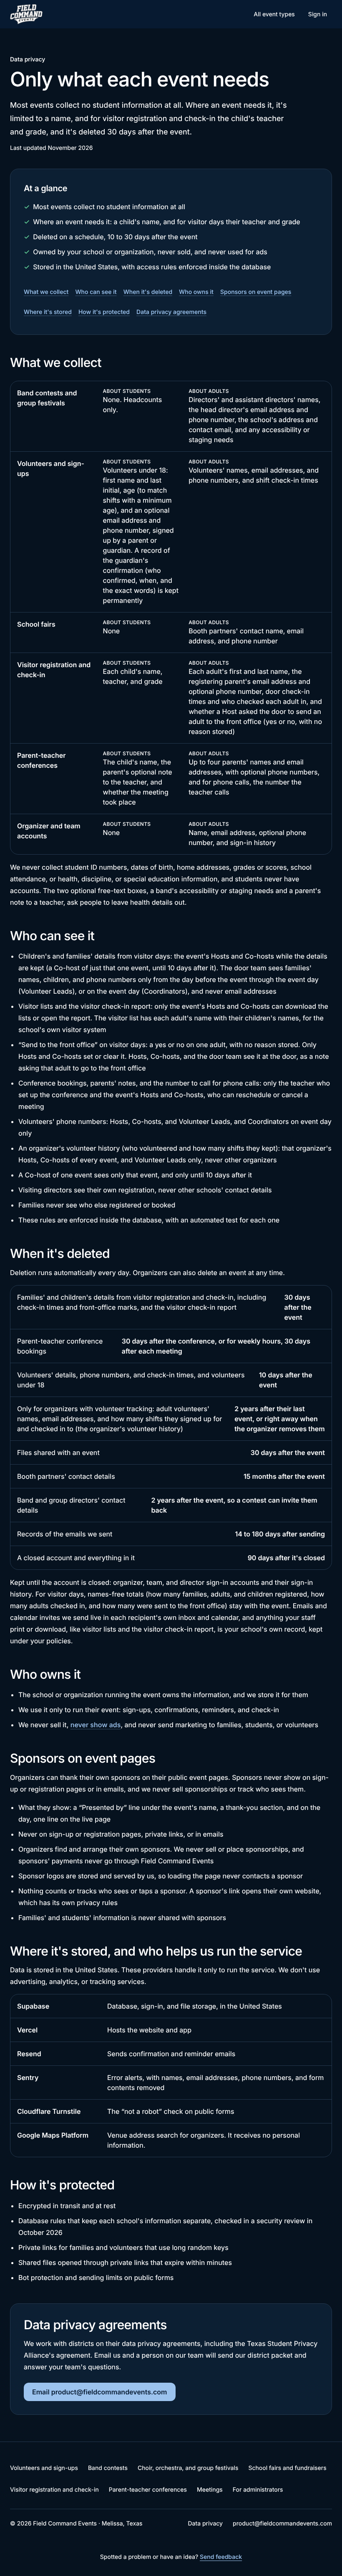 FIELD
COMMAND
EVENTS
All event types
Sign in
Data privacy
Only what each event needs
Most events collect no student information at all. Where an event needs it, it's
limited to a name, and for visitor registration and check-in the child's teacher
and grade, and it's deleted 30 days after the event.
Last updated November 2026
At a glance
Most events collect no student information at all
Where an event needs it: a child's name, and for visitor days their teacher and grade
Deleted on a schedule, 10 to 30 days after the event
Owned by your school or organization, never sold, and never used for ads
Stored in the United States, with access rules enforced inside the database
What we collect Who can see it When it's deleted Who owns it Sponsors on event pages
Where it's stored How it's protected Data privacy agreements
What we collect
Band contests and
group festivals
ABOUT STUDENTS
None. Headcounts
only.
ABOUT ADULTS
Directors' and assistant directors' names,
the head director's email address and
phone number, the school's address and
contact email, and any accessibility or
staging needs
Volunteers and sign-
ups
ABOUT STUDENTS
Volunteers under 18:
first name and last
initial, age (to match
shifts with a minimum
age), and an optional
email address and
phone number, signed
up by a parent or
guardian. A record of
the guardian's
confirmation (who
confirmed, when, and
the exact words) is kept
permanently
ABOUT ADULTS
Volunteers' names, email addresses, and
phone numbers, and shift check-in times
School fairs
ABOUT STUDENTS
None
ABOUT ADULTS
Booth partners' contact name, email
address, and phone number
Visitor registration and
check-in
ABOUT STUDENTS
Each child's name,
teacher, and grade
ABOUT ADULTS
Each adult's first and last name, the
registering parent's email address and
optional phone number, door check-in
times and who checked each adult in, and
whether a Host asked the door to send an
adult to the front office (yes or no, with no
reason stored)
Parent-teacher
conferences
ABOUT STUDENTS
The child's name, the
parent's optional note
to the teacher, and
whether the meeting
took place
ABOUT ADULTS
Up to four parents' names and email
addresses, with optional phone numbers,
and for phone calls, the number the
teacher calls
Organizer and team
accounts
ABOUT STUDENTS
None
ABOUT ADULTS
Name, email address, optional phone
number, and sign-in history
We never collect student ID numbers, dates of birth, home addresses, grades or scores, school
attendance, or health, discipline, or special education information, and students never have
accounts. The two optional free-text boxes, a band's accessibility or staging needs and a parent's
note to a teacher, ask people to leave health details out.
Who can see it
• Children's and families' details from visitor days: the event's Hosts and Co-hosts while the details
are kept (a Co-host of just that one event, until 10 days after it). The door team sees families'
names, children, and phone numbers only from the day before the event through the event day
(Volunteer Leads), or on the event day (Coordinators), and never email addresses
• Visitor lists and the visitor check-in report: only the event's Hosts and Co-hosts can download the
lists or open the report. The visitor list has each adult's name with their children's names, for the
school's own visitor system
• “Send to the front office” on visitor days: a yes or no on one adult, with no reason stored. Only
Hosts and Co-hosts set or clear it. Hosts, Co-hosts, and the door team see it at the door, as a note
asking that adult to go to the front office
• Conference bookings, parents' notes, and the number to call for phone calls: only the teacher who
set up the conference and the event's Hosts and Co-hosts, who can reschedule or cancel a
meeting
• Volunteers' phone numbers: Hosts, Co-hosts, and Volunteer Leads, and Coordinators on event day
only
• An organizer's volunteer history (who volunteered and how many shifts they kept): that organizer's
Hosts, Co-hosts of every event, and Volunteer Leads only, never other organizers
• A Co-host of one event sees only that event, and only until 10 days after it
• Visiting directors see their own registration, never other schools' contact details
• Families never see who else registered or booked
• These rules are enforced inside the database, with an automated test for each one
When it's deleted
Deletion runs automatically every day. Organizers can also delete an event at any time.
Families' and children's details from visitor registration and check-in, including
check-in times and front-office marks, and the visitor check-in report
30 days
after the
event
Parent-teacher conference
bookings
30 days after the conference, or for weekly hours, 30 days
after each meeting
Volunteers' details, phone numbers, and check-in times, and volunteers
under 18
10 days after the
event
Only for organizers with volunteer tracking: adult volunteers'
names, email addresses, and how many shifts they signed up for
and checked in to (the organizer's volunteer history)
2 years after their last
event, or right away when
the organizer removes them
Files shared with an event
30 days after the event
Booth partners' contact details
15 months after the event
Band and group directors' contact
details
2 years after the event, so a contest can invite them
back
Records of the emails we sent
14 to 180 days after sending
A closed account and everything in it
90 days after it's closed
Kept until the account is closed: organizer, team, and director sign-in accounts and their sign-in
history. For visitor days, names-free totals (how many families, adults, and children registered, how
many adults checked in, and how many were sent to the front office) stay with the event. Emails and
calendar invites we send live in each recipient's own inbox and calendar, and anything your staff
print or download, like visitor lists and the visitor check-in report, is your school's own record, kept
under your policies.
Who owns it
• The school or organization running the event owns the information, and we store it for them
• We use it only to run their event: sign-ups, confirmations, reminders, and check-in
• We never sell it, never show ads, and never send marketing to families, students, or volunteers
Sponsors on event pages
Organizers can thank their own sponsors on their public event pages. Sponsors never show on sign-
up or registration pages or in emails, and we never sell sponsorships or track who sees them.
• What they show: a “Presented by” line under the event's name, a thank-you section, and on the
day, one line on the live page
• Never on sign-up or registration pages, private links, or in emails
• Organizers find and arrange their own sponsors. We never sell or place sponsorships, and
sponsors' payments never go through Field Command Events
• Sponsor logos are stored and served by us, so loading the page never contacts a sponsor
• Nothing counts or tracks who sees or taps a sponsor. A sponsor's link opens their own website,
which has its own privacy rules
• Families' and students' information is never shared with sponsors
Where it's stored, and who helps us run the service
Data is stored in the United States. These providers handle it only to run the service. We don't use
advertising, analytics, or tracking services.
Supabase
Database, sign-in, and file storage, in the United States
Vercel
Hosts the website and app
Resend
Sends confirmation and reminder emails
Sentry
Error alerts, with names, email addresses, phone numbers, and form
contents removed
Cloudflare Turnstile
The “not a robot” check on public forms
Google Maps Platform
Venue address search for organizers. It receives no personal
information.
How it's protected
• Encrypted in transit and at rest
• Database rules that keep each school's information separate, checked in a security review in
October 2026
• Private links for families and volunteers that use long random keys
• Shared files opened through private links that expire within minutes
• Bot protection and sending limits on public forms
Data privacy agreements
We work with districts on their data privacy agreements, including the Texas Student Privacy
Alliance's agreement. Email us and a person on our team will send our district packet and
answer your team's questions.
Email product@fieldcommandevents.com
Volunteers and sign-ups Band contests Choir, orchestra, and group festivals School fairs and fundraisers
Visitor registration and check-in Parent-teacher conferences Meetings For administrators
© 2026 Field Command Events · Melissa, Texas
Data privacy product@fieldcommandevents.com
Spotted a problem or have an idea? Send feedback